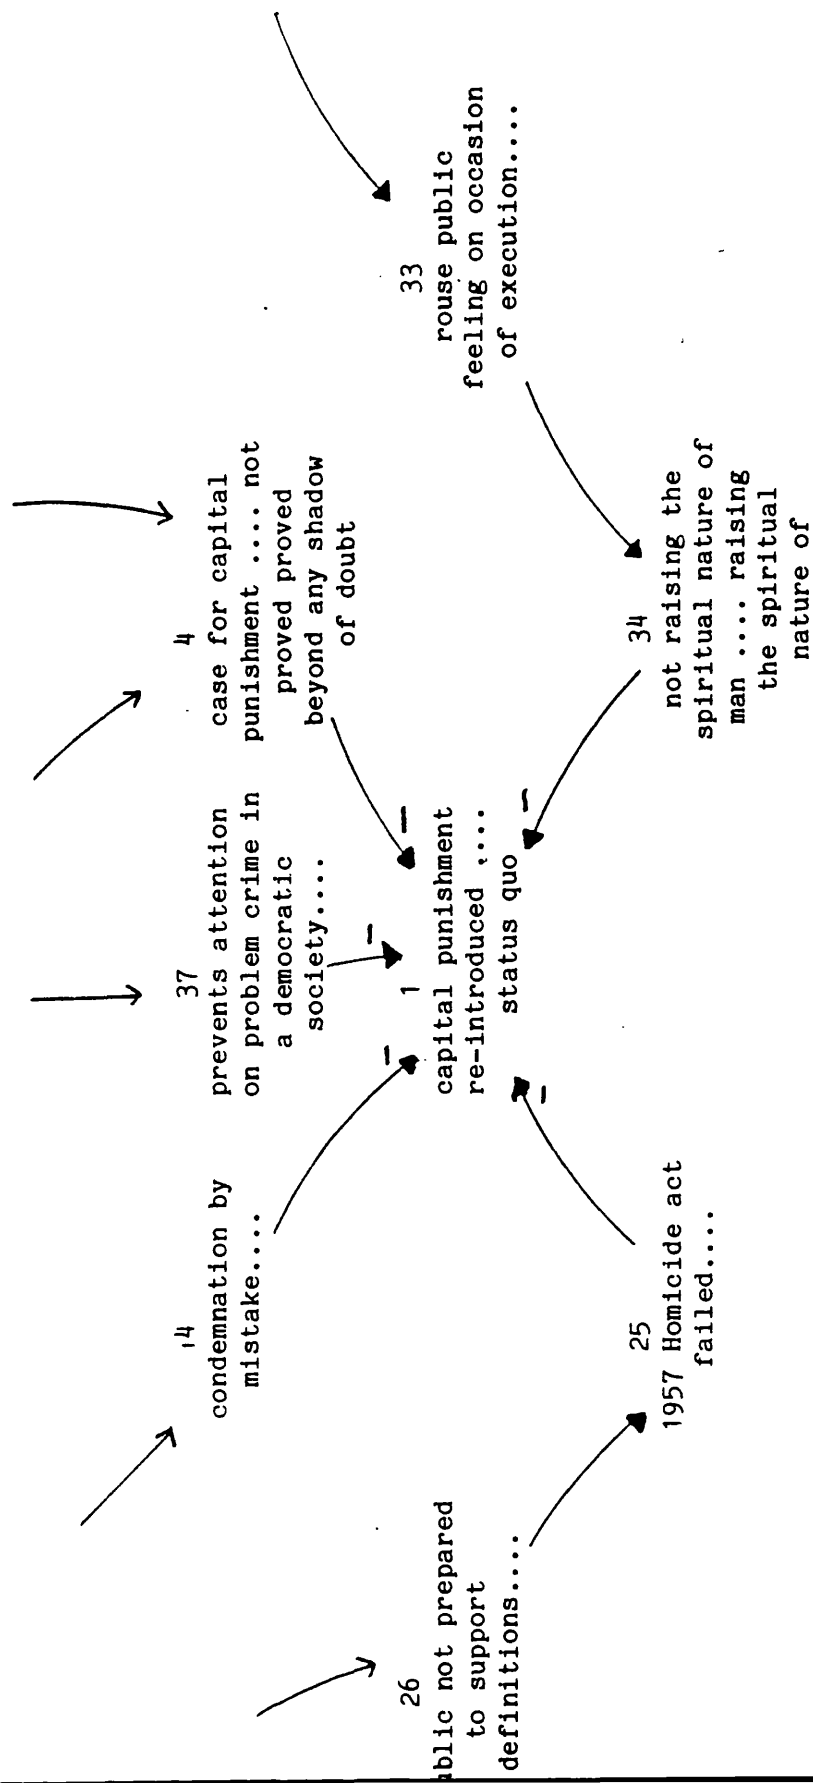 14
condemnation by
mistake....
37
prevents attention
on problem crime in
a democratic
society....
4
case for capital
punishment .... not
proved proved
beyond any shadow
of doubt
26
ublic not prepared
to support
definitions....
1
capital punishment
re-introduced ....
status quo
33
rouse public
feeling on occasion
of execution....
25
1957 Homicide act
failed....
34
not raising the
spiritual nature of
man .... raising
the spiritual
nature of